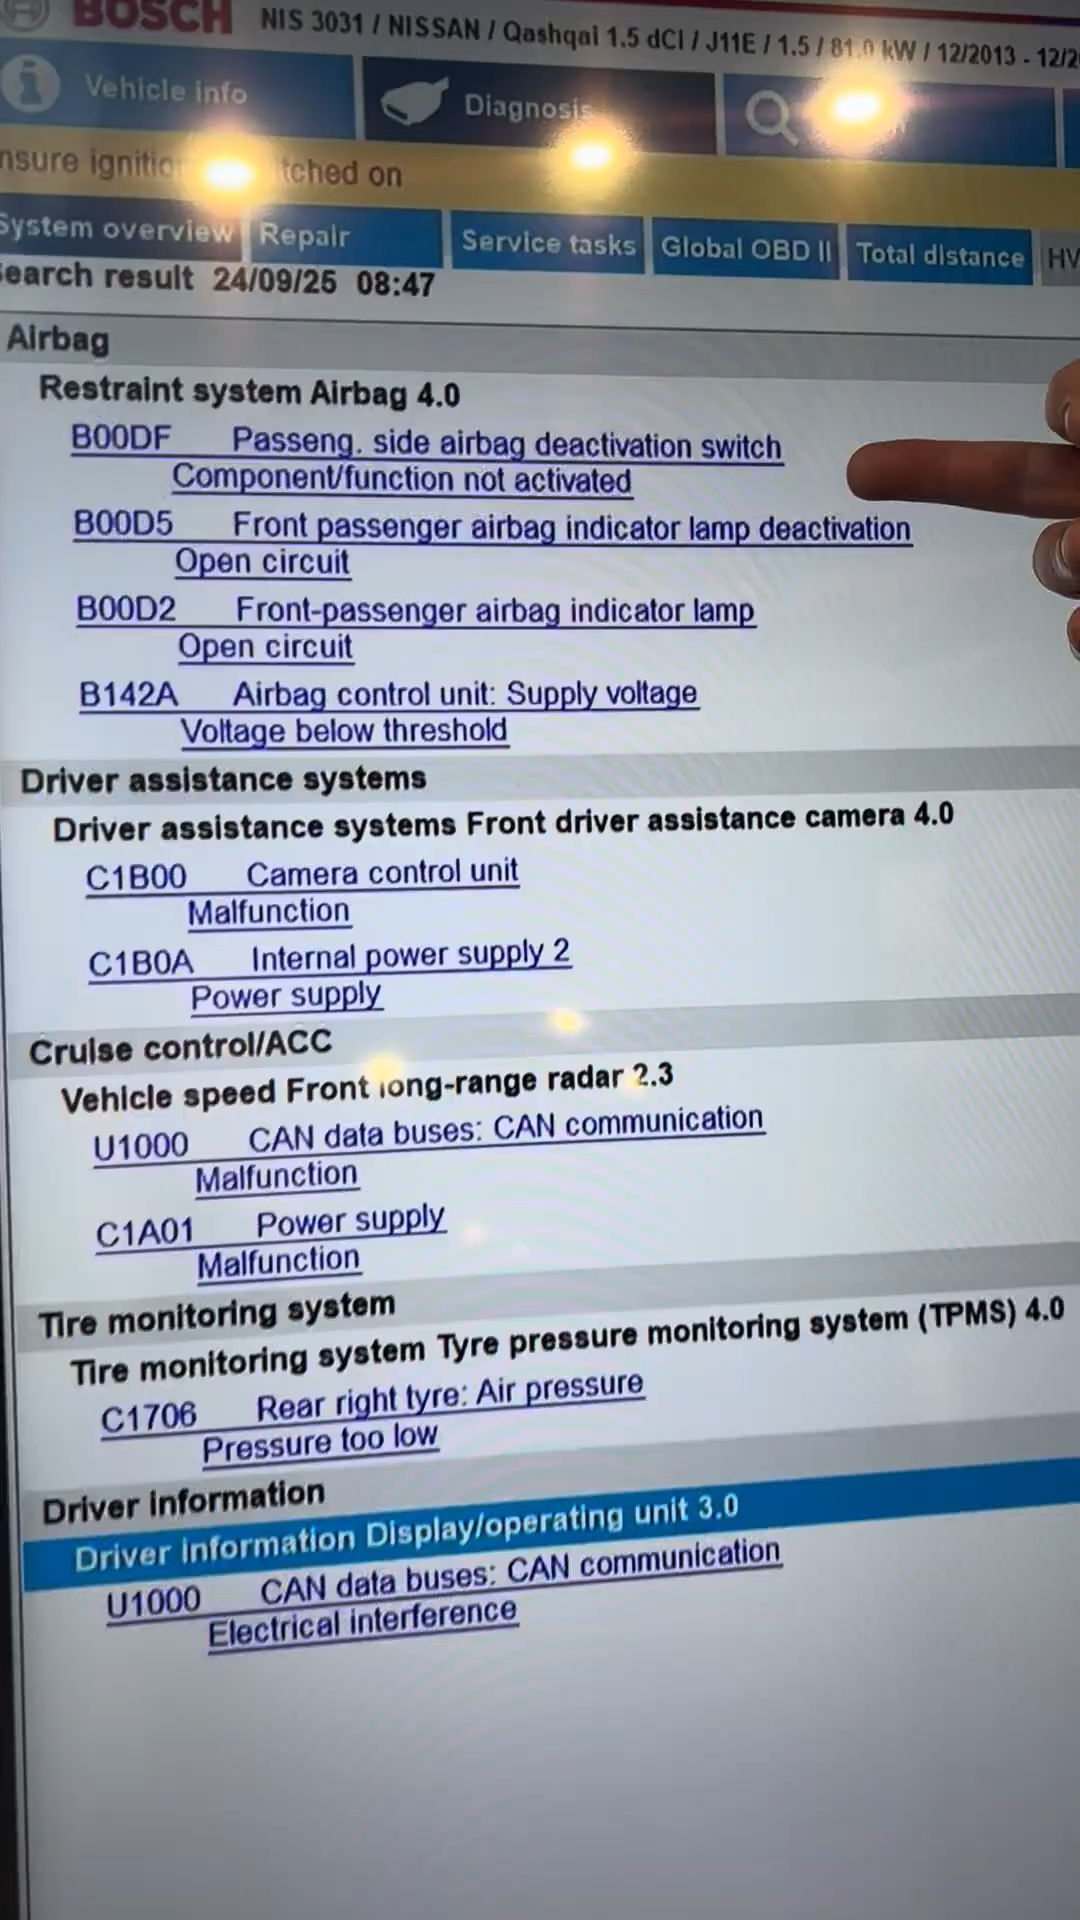 BOSCH
NIS 3031 / NISSAN / Qashqai 1.5 dCi / J11E / 1.5 / 81.0 kW / 12/2013 - 12/2
Vehicle info
Diagnosis
nsure ignitio tched on
System overview
Repair
Service tasks
Global OBD II
Total distance
HV
earch result 24/09/25 08:47
Airbag
Restraint system Airbag 4.0
B00DF Passeng. side airbag deactivation switch
Component/function not activated
B00D5 Front passenger airbag indicator lamp deactivation
Open circuit
B00D2 Front-passenger airbag indicator lamp
Open circuit
B142A Airbag control unit: Supply voltage
Voltage below threshold
Driver assistance systems
Driver assistance systems Front driver assistance camera 4.0
C1B00 Camera control unit
Malfunction
C1B0A Internal power supply 2
Power supply
Cruise control/ACC
Vehicle speed Front long-range radar 2.3
U1000 CAN data buses: CAN communication
Malfunction
C1A01 Power supply
Malfunction
Tire monitoring system
Tire monitoring system Tyre pressure monitoring system (TPMS) 4.0
C1706 Rear right tyre: Air pressure
Pressure too low
Driver information
Driver information Display/operating unit 3.0
U1000 CAN data buses: CAN communication
Electrical interference